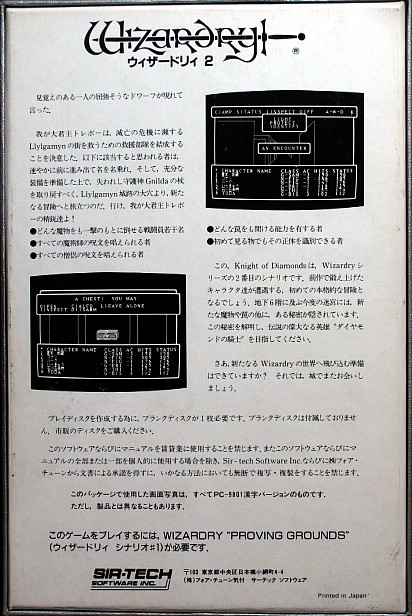 Wizardry
®
ウィザードリィ 2
見覚えのある一人の頑強そうなドワーフが現れて
言った。
我が大君主トレボーは、滅亡の危機に瀕する
Llylgamynの街を救うための救援部隊を結成する
ことを決意した。以下に該当すると思われる者は、
速やかに前に進み出て名を名乗れ。そして、充分な
装備を準備した上で、失われし守護神Gnildaの杖
を取り戻すべく、Llylgamyn城跡の大穴より、新た
なる冒険へと旅立つのだ。行け。我が大君主トレボ
ーの精鋭達よ!
●どんな魔物をも一撃のもとに倒せる戦闘員若干名
●すべての魔術師の呪文を唱えられる者
●すべての僧侶の呪文を唱えられる者
AN ENCOUNTER
CHARACTER NAME CLASS AC HITS STATUS
●どんな罠をも開ける能力を有する者
●初めて見る物でもその正体を識別できる者
A CHEST! YOU MAY:
CHARACTER NAME CLASS AC HITS STATUS
この、Knight of Diamondsは、Wizardryシ
リーズの2番目のシナリオです。前作で鍛え上げた
キャラクタ達が遭遇する、初めての本格的な冒険と
なるでしょう。地下6階に及ぶ今夜の迷宮には、新
たな魔物や罠の他に、ある秘密が隠されています。
この秘密を解明し、伝説の偉大なる英雄“ダイヤモ
ンドの騎士”を目指してください。
さあ、新たなるWizardryの世界へ飛び込む準備
はできていますか? それでは、城でまたお会いし
ましょう。
プレイディスクを作成する為に、ブランクディスクが1枚必要です。ブランクディスクは付属しておりませ
ん。市販のディスクをご購入ください。
このソフトウェアならびにマニュアルを賃貸業に使用することを禁じます。またこのソフトウェアならびにマ
ニュアルの全部または一部を個人的に使用する場合を除き、Sir-tech Software Inc.ならびに㈱フォア・
チューンから文書による承諾を得ずに、いかなる方法においても無断で複写・複製をすることを禁じます。
このパッケージで使用した画面写真は、すべてPC-9801漢字バージョンのものです。
ただし、製品とは異なることもあります。
このゲームをプレイするには、WIZARDRY “PROVING GROUNDS”
(ウィザードリィ シナリオ#1)が必要です。
SIR-TECH
SOFTWARE INC.
〒103 東京都中央区日本橋小網町4-4
(株)フォア・チューン気付 サーテック ソフトウェア
Printed in Japan